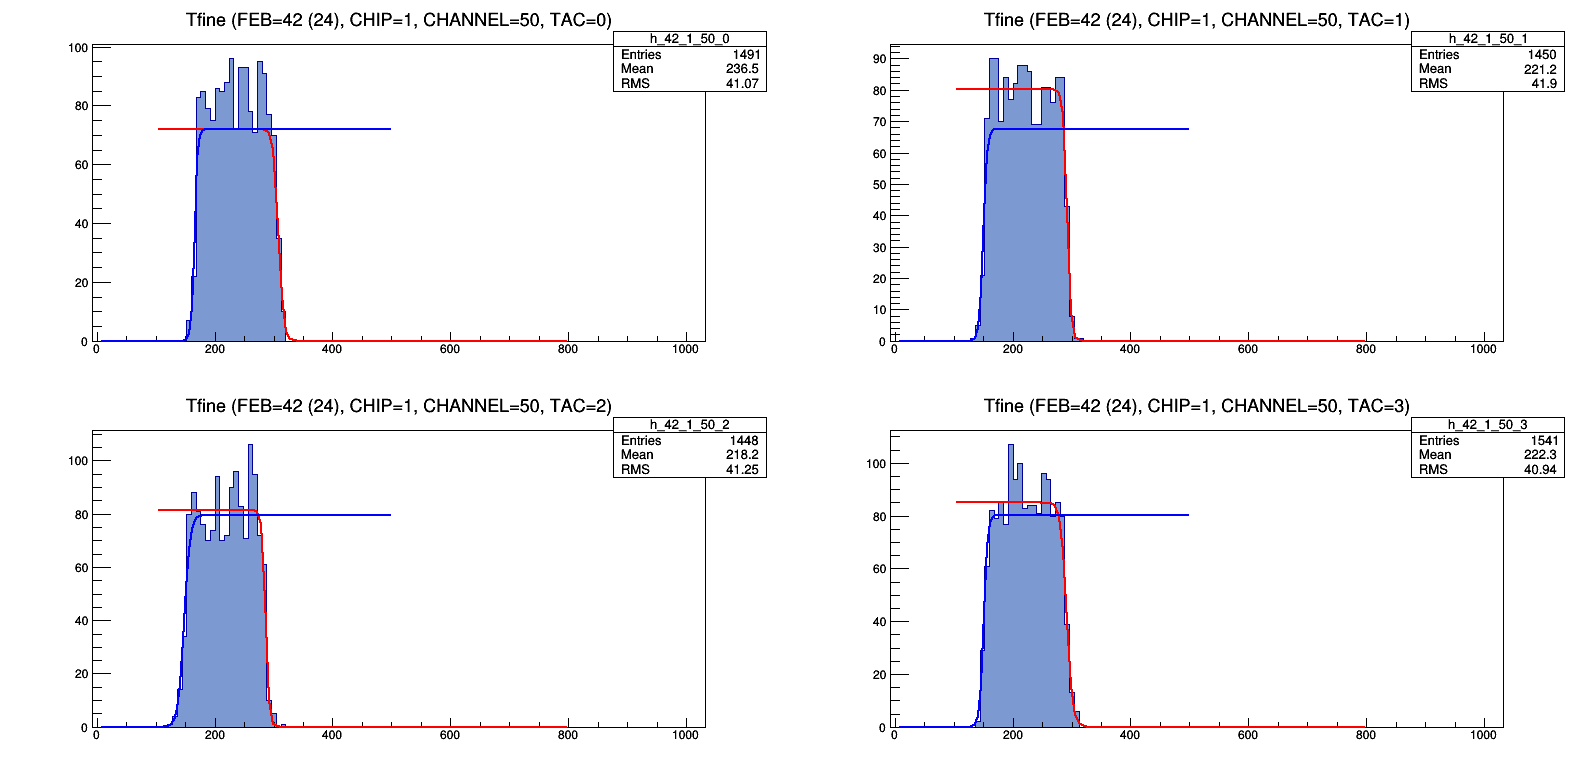 Tfine (FEB=42 (24), CHIP=1, CHANNEL=50, TAC=0)
h_42_1_50_0
Entries 1491
Mean 236.5
RMS 41.07
100
80
60
40
20
0
0 200 400 600 800 1000
Tfine (FEB=42 (24), CHIP=1, CHANNEL=50, TAC=1)
h_42_1_50_1
Entries 1450
Mean 221.2
RMS 41.9
90
80
70
60
50
40
30
20
10
0
0 200 400 600 800 1000
Tfine (FEB=42 (24), CHIP=1, CHANNEL=50, TAC=2)
h_42_1_50_2
Entries 1448
Mean 218.2
RMS 41.25
100
80
60
40
20
0
0 200 400 600 800 1000
Tfine (FEB=42 (24), CHIP=1, CHANNEL=50, TAC=3)
h_42_1_50_3
Entries 1541
Mean 222.3
RMS 40.94
100
80
60
40
20
0
0 200 400 600 800 1000